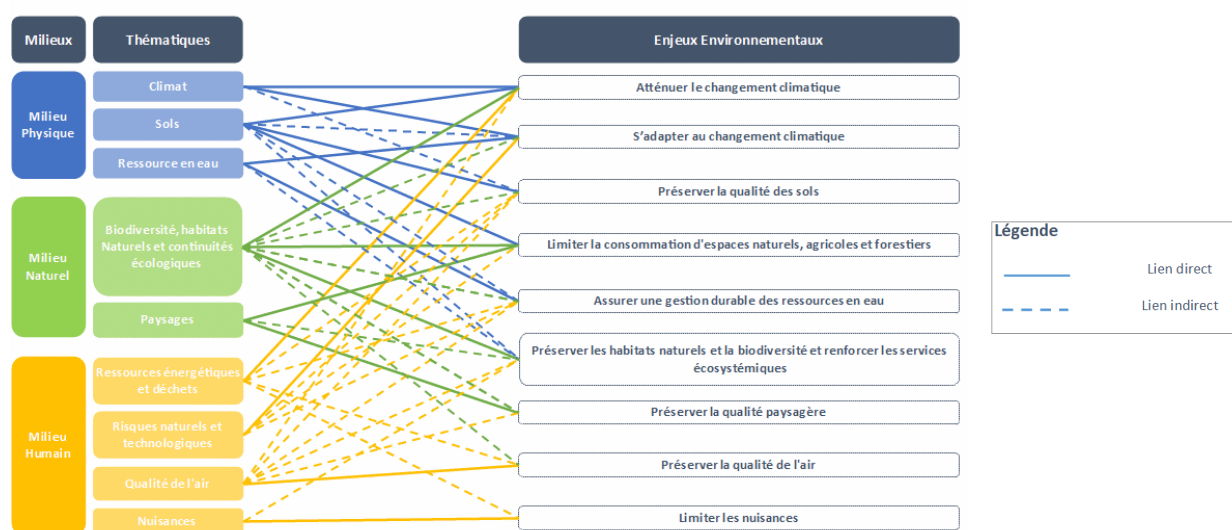 Milieux
Thématiques
Enjeux Environnementaux
Milieu
Physique
Climat
Sols
Ressource en eau
Milieu
Naturel
Biodiversité, habitats
Naturels et continuités
écologiques
Paysages
Milieu
Humain
Ressources énergétiques
et déchets
Risques naturels et
technologiques
Qualité de l'air
Nuisances
Atténuer le changement climatique
S'adapter au changement climatique
Préserver la qualité des sols
Limiter la consommation d'espaces naturels, agricoles et forestiers
Assurer une gestion durable des ressources en eau
Préserver les habitats naturels et la biodiversité et renforcer les services
écosystémiques
Préserver la qualité paysagère
Préserver la qualité de l'air
Limiter les nuisances
Légende
Lien direct
Lien indirect